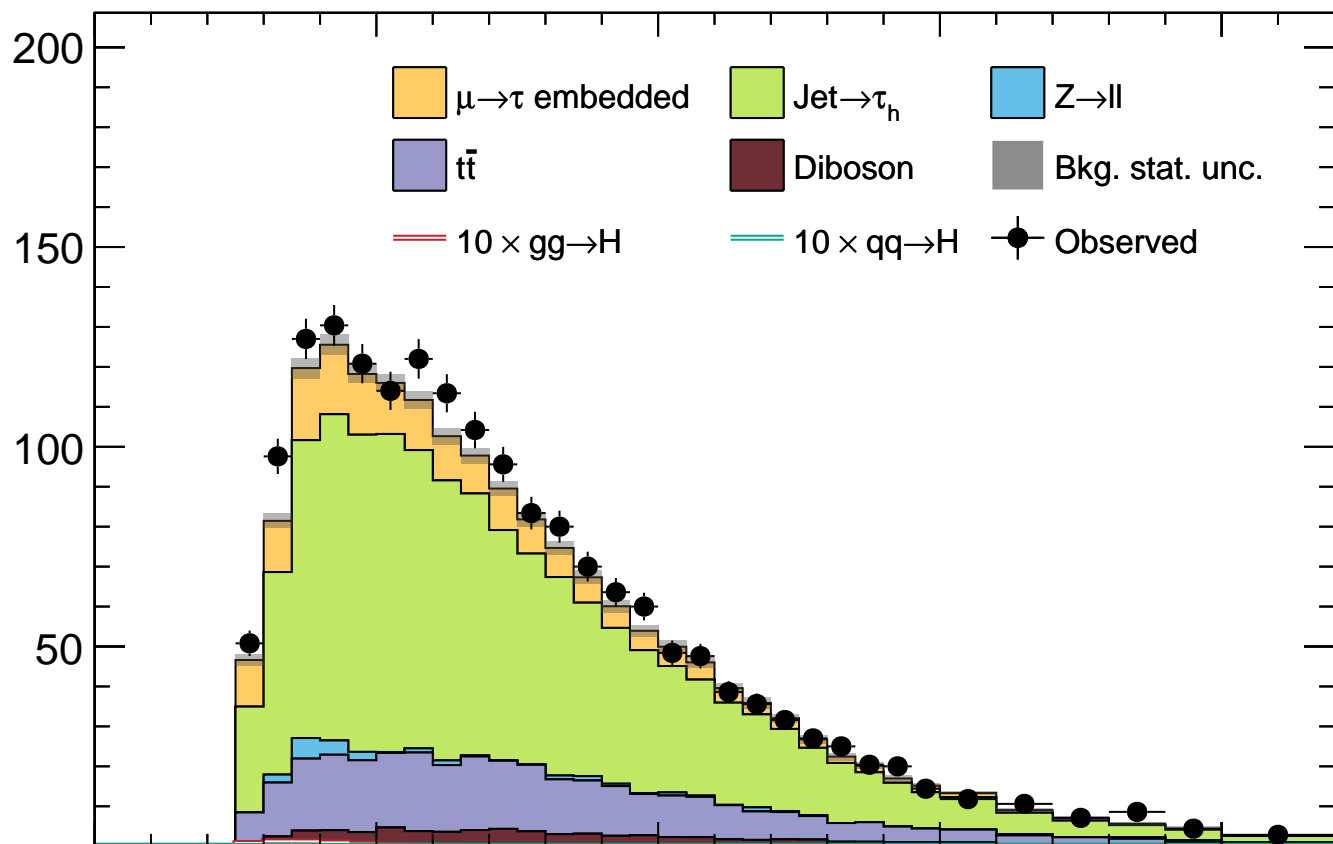 200
μ→τ embedded Jet→τh Z→ll
tt̄ Diboson Bkg. stat. unc.
150
10 × gg→H 10 × qq→H Observed
100
50